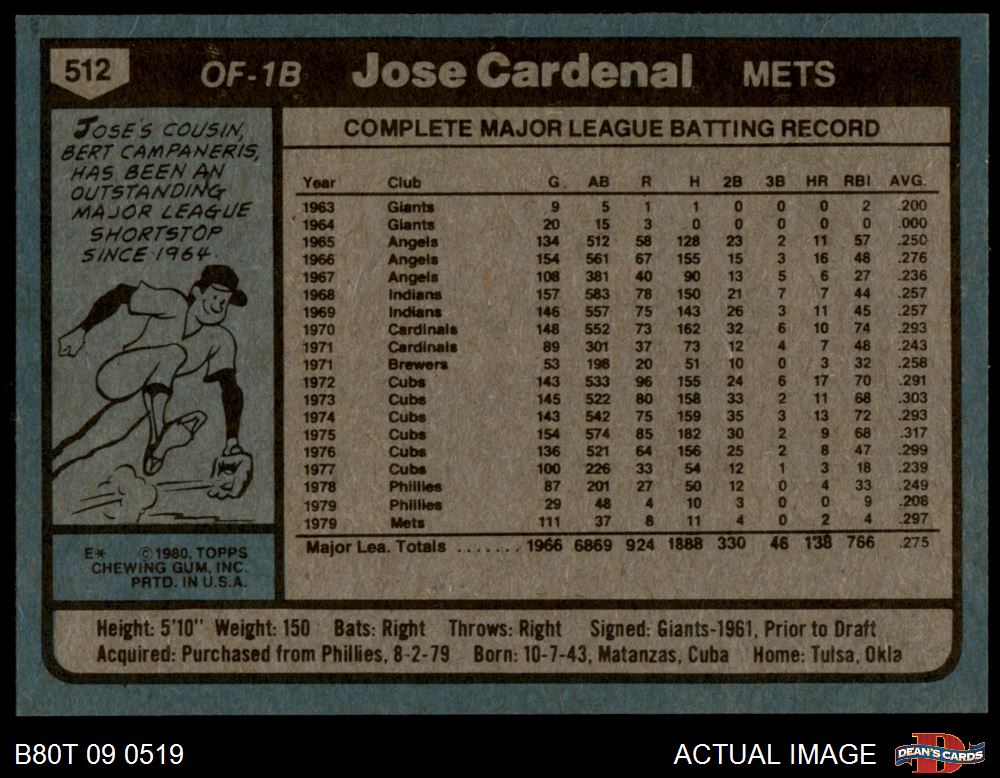 512 OF-1B Jose Cardenal METS
JOSE'S COUSIN,
BERT CAMPANERIS,
HAS BEEN AN
OUTSTANDING
MAJOR LEAGUE
SHORTSTOP
SINCE 1964.
E* © 1980, TOPPS
CHEWING GUM, INC.
PRTD. IN U.S.A.
COMPLETE MAJOR LEAGUE BATTING RECORD
Year Club G AB R H 2B 3B HR RBI AVG.
1963 Giants 9 5 1 1 0 0 0 2 .200
1964 Giants 20 15 3 0 0 0 0 0 .000
1965 Angels 134 512 58 128 23 2 11 57 .250
1966 Angels 154 561 67 155 15 3 16 48 .276
1967 Angels 108 381 40 90 13 5 6 27 .236
1968 Indians 157 583 78 150 21 7 7 44 .257
1969 Indians 146 557 75 143 26 3 11 45 .257
1970 Cardinals 148 552 73 162 32 6 10 74 .293
1971 Cardinals 89 301 37 73 12 4 7 48 .243
1971 Brewers 53 198 20 51 10 0 3 32 .258
1972 Cubs 143 533 96 155 24 6 17 70 .291
1973 Cubs 145 522 80 158 33 2 11 68 .303
1974 Cubs 143 542 75 159 35 3 13 72 .293
1975 Cubs 154 574 85 182 30 2 9 68 .317
1976 Cubs 136 521 64 156 25 2 8 47 .299
1977 Cubs 100 226 33 54 12 1 3 18 .239
1978 Phillies 87 201 27 50 12 0 4 33 .249
1979 Phillies 29 48 4 10 3 0 0 9 .208
1979 Mets 111 37 8 11 4 0 2 4 .297
Major Lea. Totals ....... 1966 6869 924 1888 330 46 138 766 .275
Height: 5'10" Weight: 150 Bats: Right Throws: Right Signed: Giants-1961, Prior to Draft
Acquired: Purchased from Phillies, 8-2-79 Born: 10-7-43, Matanzas, Cuba Home: Tulsa, Okla
B80T 09 0519 ACTUAL IMAGE DEAN'S CARDS